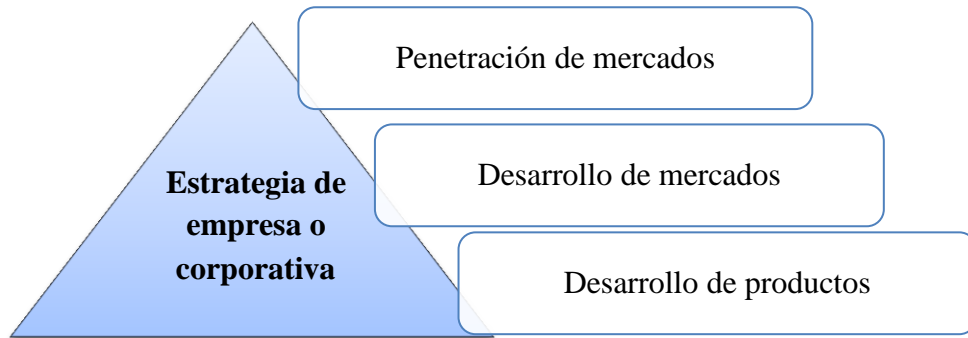 Penetración de mercados
Desarrollo de mercados
Estrategia de
empresa o
corporativa
Desarrollo de productos